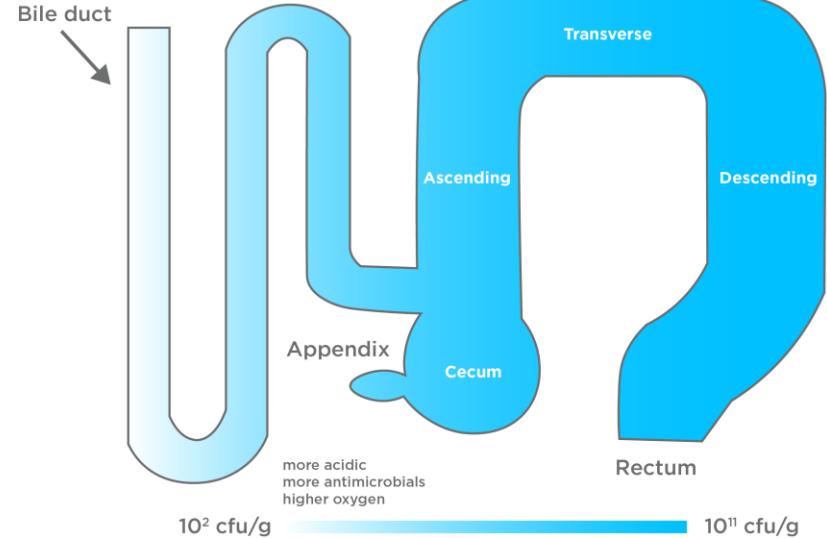 Bile duct
Transverse
Ascending
Descending
Appendix
Cecum
more acidic
more antimicrobials
higher oxygen
Rectum
10² cfu/g
10¹¹ cfu/g